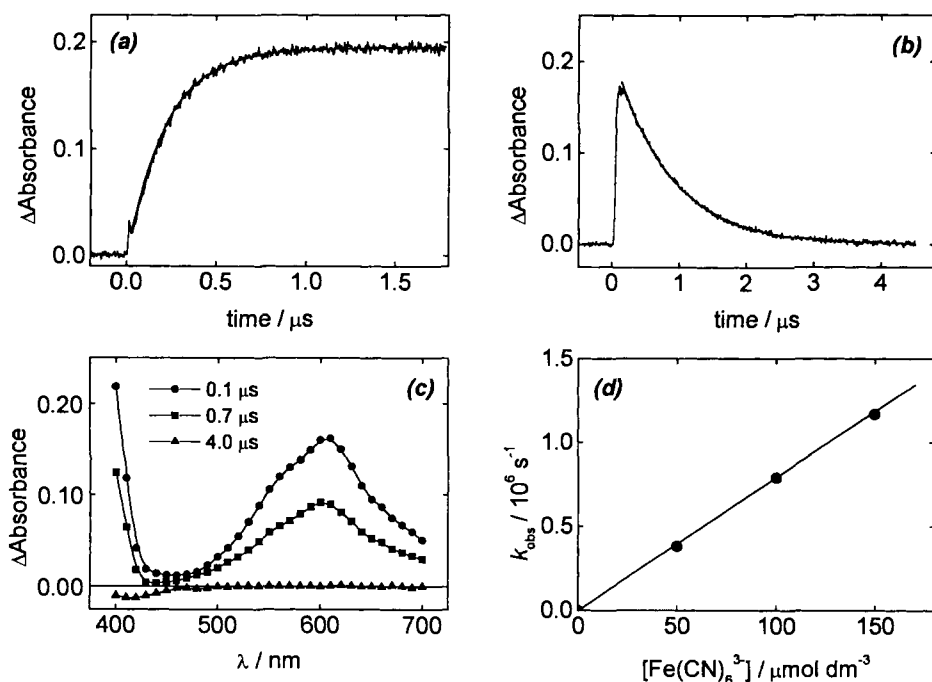 (a)
0.2
0.1
0.0
ΔAbsorbance
0.0 0.5 1.0 1.5
time / μs
(b)
0.2
0.1
0.0
ΔAbsorbance
0 1 2 3 4
time / μs
(c)
0.1 μs
0.7 μs
4.0 μs
0.20
0.10
0.00
ΔAbsorbance
400 500 600 700
λ / nm
(d)
1.5
1.0
0.5
0.0
k_obs / 10⁶ s⁻¹
0 50 100 150
[Fe(CN)₆³⁻] / μmol dm⁻³